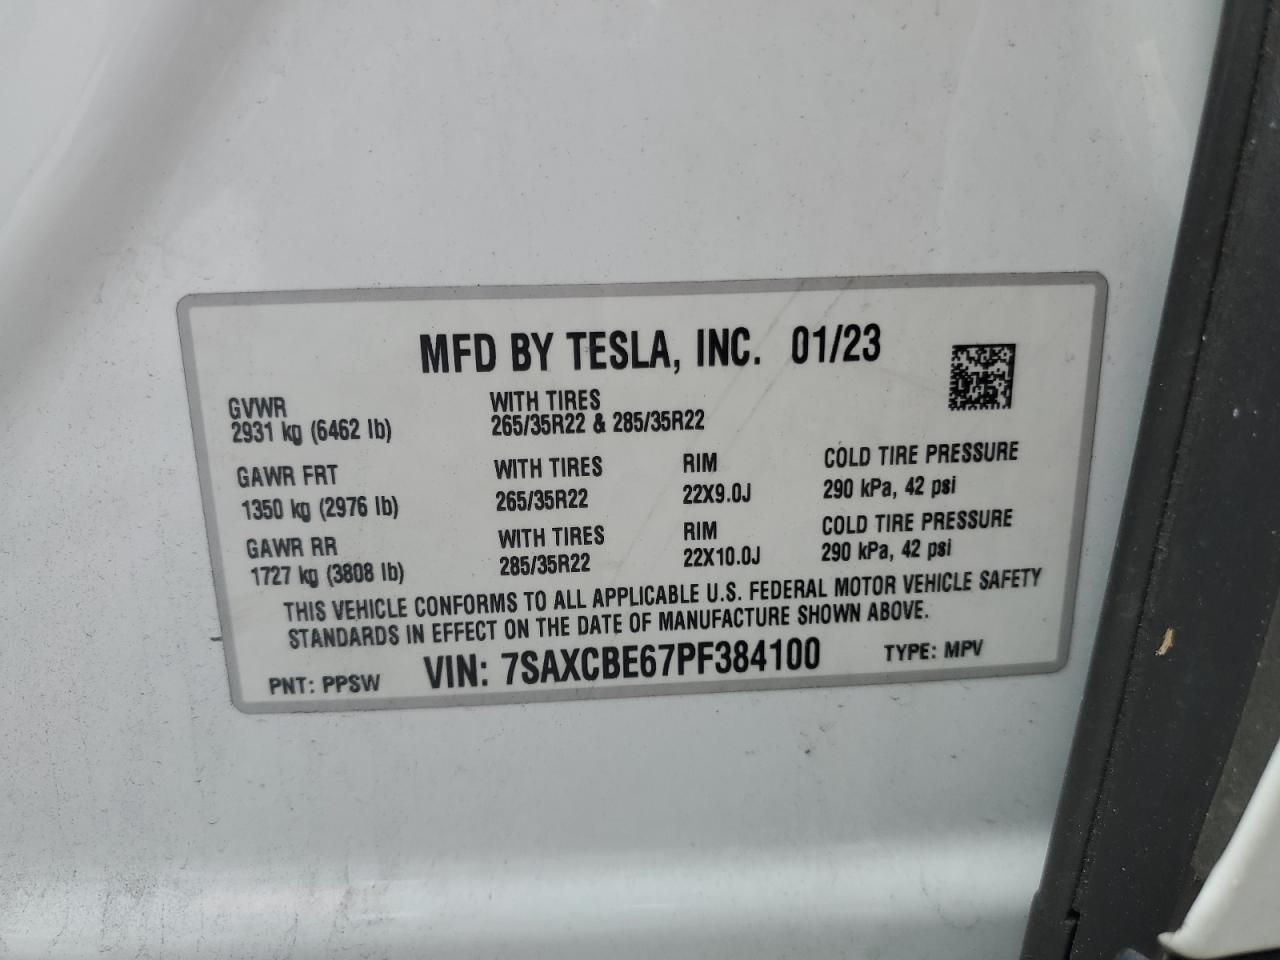 MFD BY TESLA, INC. 01/23
GVWR WITH TIRES
2931 kg (6462 lb) 265/35R22 & 285/35R22
GAWR FRT WITH TIRES RIM COLD TIRE PRESSURE
1350 kg (2976 lb) 265/35R22 22X9.0J 290 kPa, 42 psi
GAWR RR WITH TIRES RIM COLD TIRE PRESSURE
1727 kg (3808 lb) 285/35R22 22X10.0J 290 kPa, 42 psi
THIS VEHICLE CONFORMS TO ALL APPLICABLE U.S. FEDERAL MOTOR VEHICLE SAFETY
STANDARDS IN EFFECT ON THE DATE OF MANUFACTURE SHOWN ABOVE.
PNT: PPSW VIN: 7SAXCBE67PF384100 TYPE: MPV